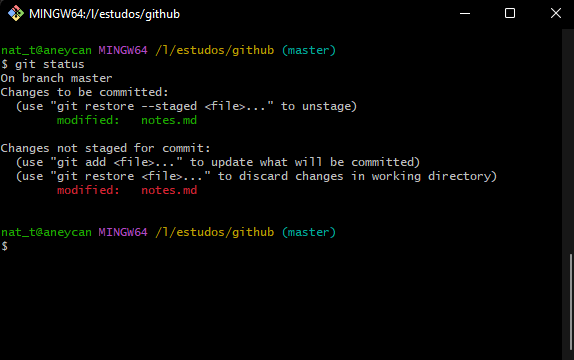 MINGW64:/l/estudos/github
nat_t@aneycan MINGW64 /l/estudos/github (master)
$ git status
On branch master
Changes to be committed:
  (use "git restore --staged <file>..." to unstage)
        modified:   notes.md

Changes not staged for commit:
  (use "git add <file>..." to update what will be committed)
  (use "git restore <file>..." to discard changes in working directory)
        modified:   notes.md

nat_t@aneycan MINGW64 /l/estudos/github (master)
$